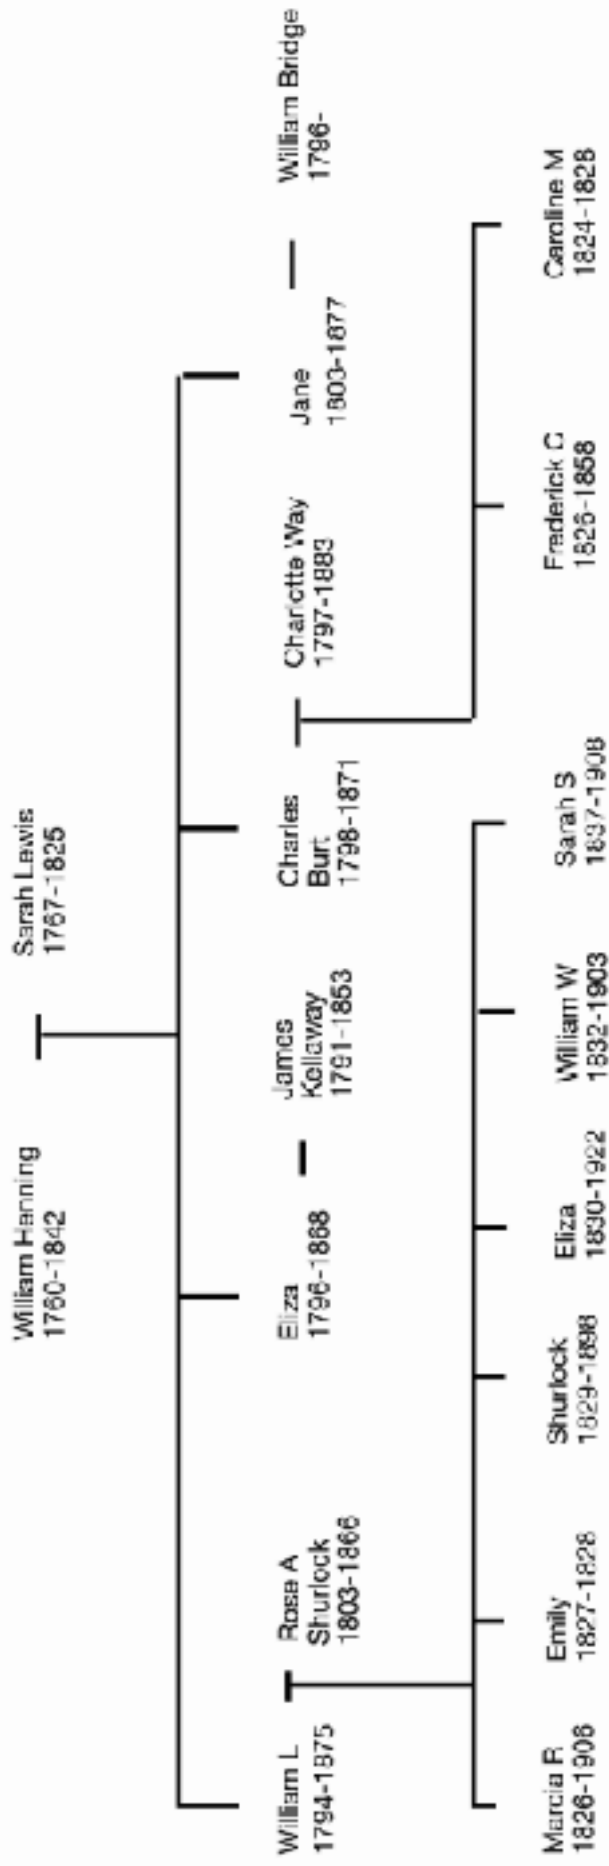 William Henning
1760-1842
Sarah Lewis
1767-1825
William L
1794-1875
Rose A
Shurlock
1803-1866
Eliza
1796-1868
James
Kellaway
1791-1853
Charles
Burt
1798-1871
Charlotte Way
1797-1883
Jane
1803-1877
William Bridge
1796-
Marcia R
1826-1906
Emily
1827-1828
Shurlock
1829-1898
Eliza
1830-1922
William W
1832-1903
Sarah S
1837-1908
Frederick C
1826-1858
Caroline M
1824-1828